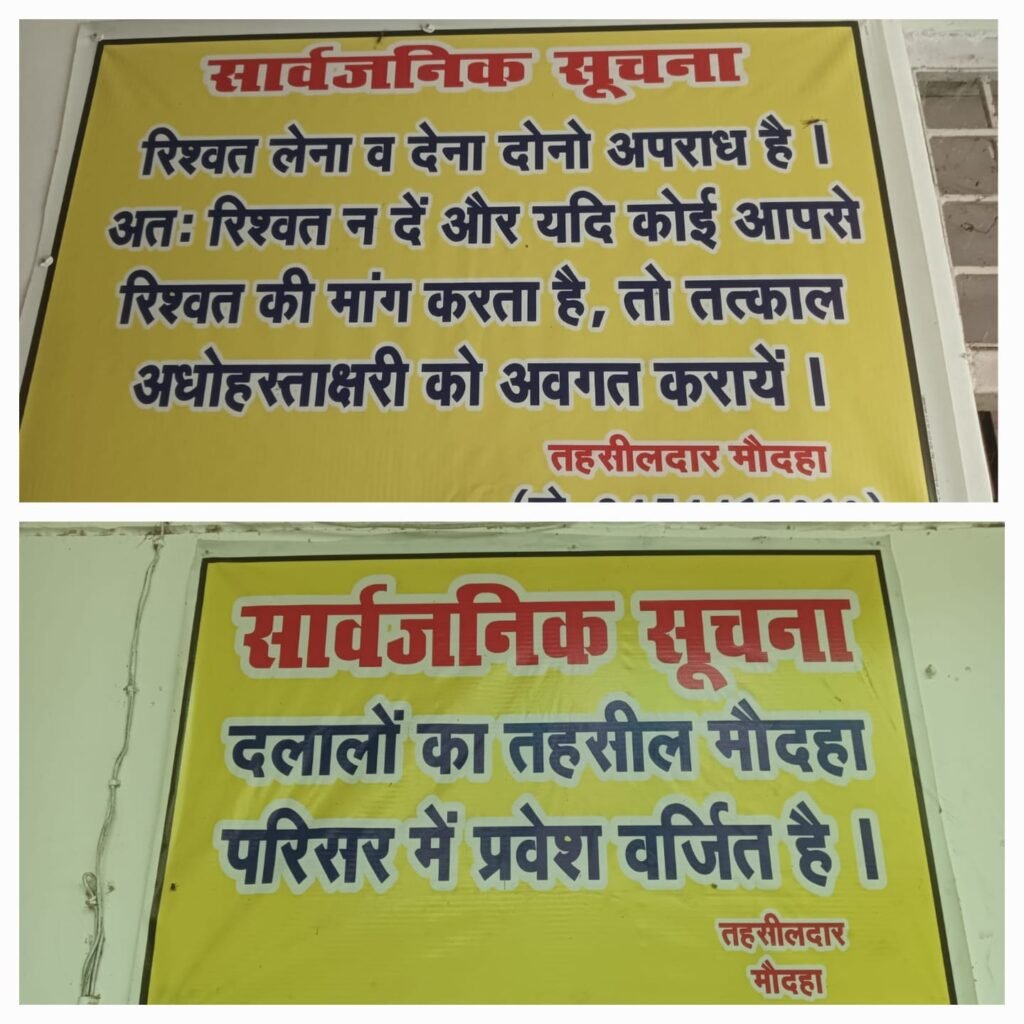 सार्वजनिक सूचना
रिश्वत लेना व देना दोनो अपराध है ।
अतः रिश्वत न दें और यदि कोई आपसे
रिश्वत की मांग करता है, तो तत्काल
अधोहस्ताक्षरी को अवगत करायें ।
तहसीलदार मौदहा
सार्वजनिक सूचना
दलालों का तहसील मौदहा
परिसर में प्रवेश वर्जित है ।
तहसीलदार
मौदहा